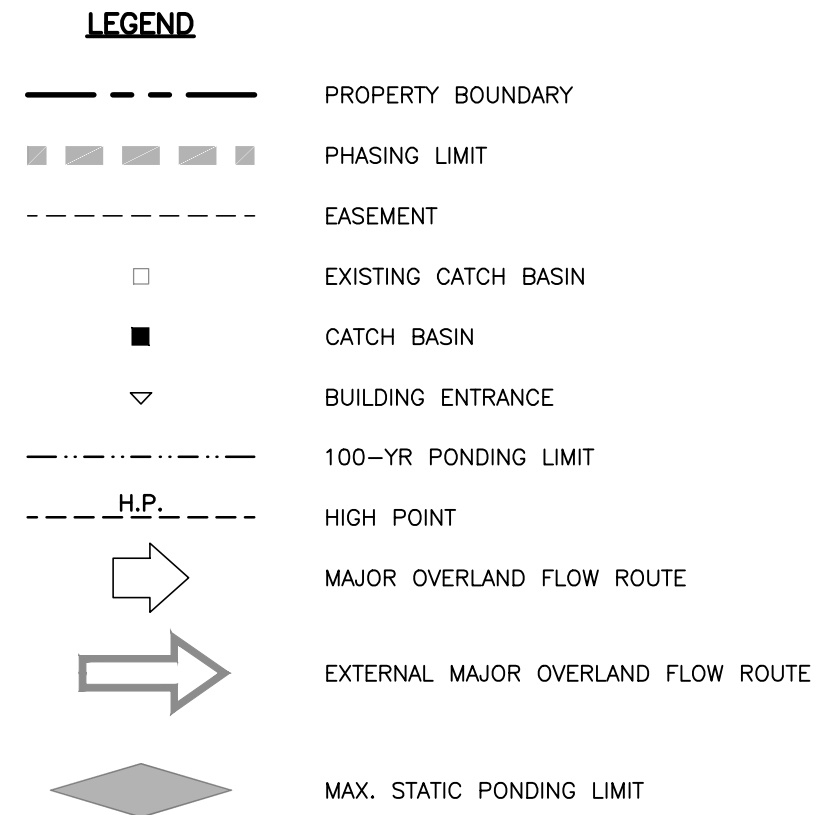 LEGEND
PROPERTY BOUNDARY
PHASING LIMIT
EASEMENT
EXISTING CATCH BASIN
CATCH BASIN
BUILDING ENTRANCE
100-YR PONDING LIMIT
H.P.
HIGH POINT
MAJOR OVERLAND FLOW ROUTE
EXTERNAL MAJOR OVERLAND FLOW ROUTE
MAX. STATIC PONDING LIMIT